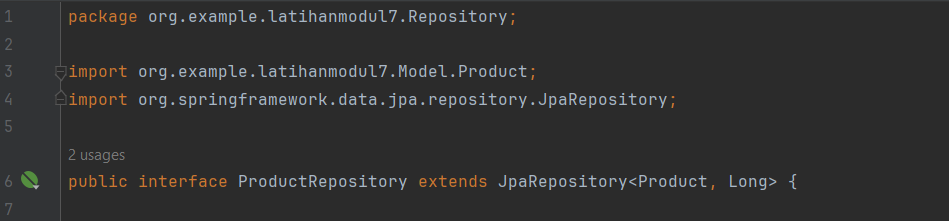 1 package org.example.latihanmodul7.Repository;
2
3 import org.example.latihanmodul7.Model.Product;
4 import org.springframework.data.jpa.repository.JpaRepository;
5
2 usages
6 public interface ProductRepository extends JpaRepository<Product, Long> {
7